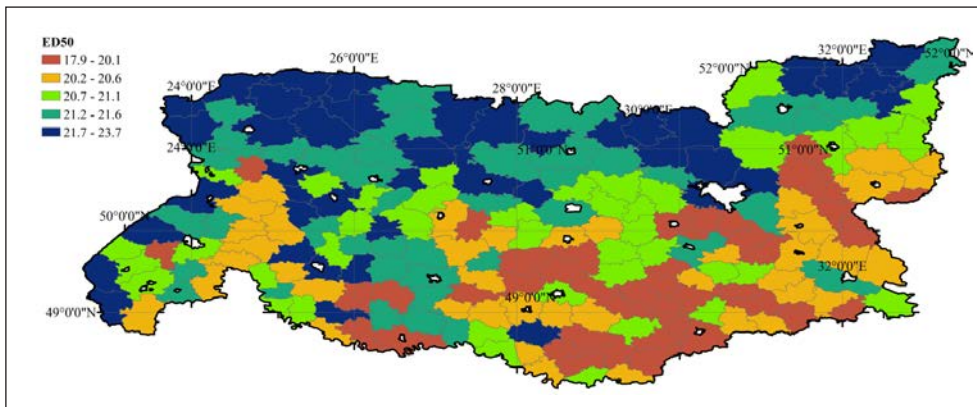 ED50
17.9 - 20.1
20.2 - 20.6
20.7 - 21.1
21.2 - 21.6
21.7 - 23.7
26°0'0"E
24°0'0"E
28°0'0"E
30°0'0"E
52°0'0"N
32°0'0"E
52°0'0"N
24°0'0"E
51°0'0"N
51°0'0"N
50°0'0"N
32°0'0"E
49°0'0"N
49°0'0"N